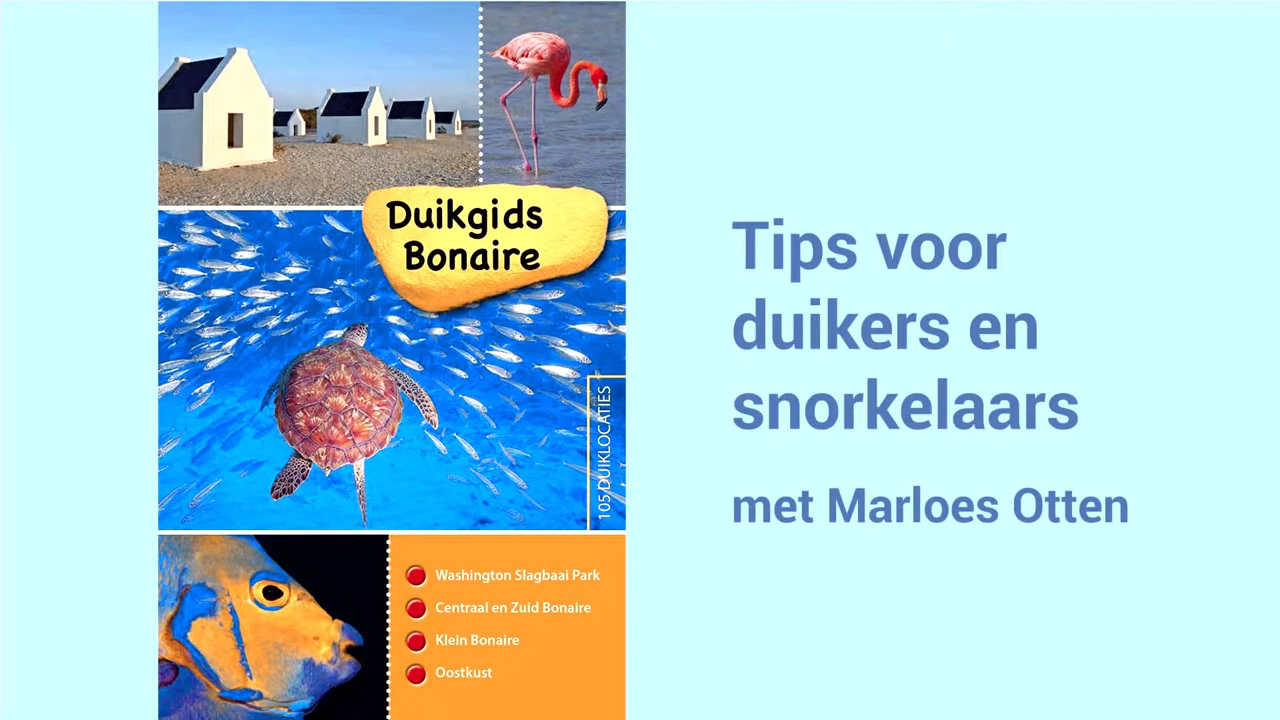 Duikgids
Bonaire
105 DUIKLOCATIES
Washington Slagbaai Park
Centraal en Zuid Bonaire
Klein Bonaire
Oostkust
Tips voor
duikers en
snorkelaars
met Marloes Otten